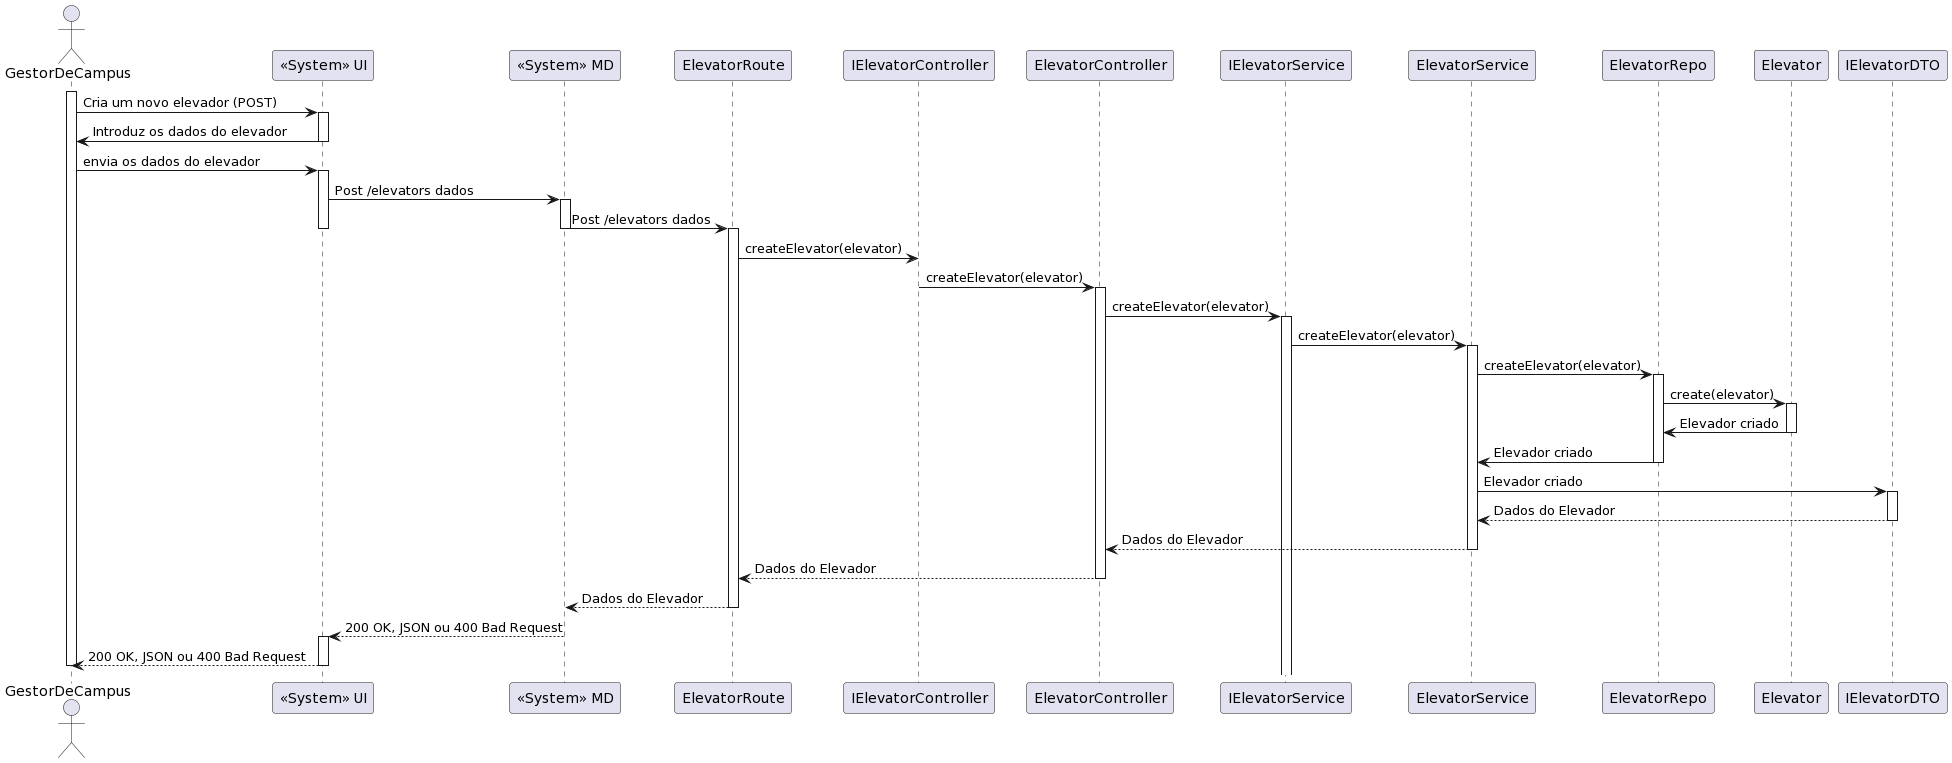 GestorDeCampus
«System» UI
«System» MD
ElevatorRoute
IElevatorController
ElevatorController
IElevatorService
ElevatorService
ElevatorRepo
Elevator
IElevatorDTO
Cria um novo elevador (POST)
Introduz os dados do elevador
envia os dados do elevador
Post /elevators dados
Post /elevators dados
createElevator(elevator)
createElevator(elevator)
createElevator(elevator)
createElevator(elevator)
createElevator(elevator)
create(elevator)
Elevador criado
Elevador criado
Elevador criado
Dados do Elevador
Dados do Elevador
Dados do Elevador
Dados do Elevador
200 OK, JSON ou 400 Bad Request
200 OK, JSON ou 400 Bad Request
GestorDeCampus
«System» UI
«System» MD
ElevatorRoute
IElevatorController
ElevatorController
IElevatorService
ElevatorService
ElevatorRepo
Elevator
IElevatorDTO